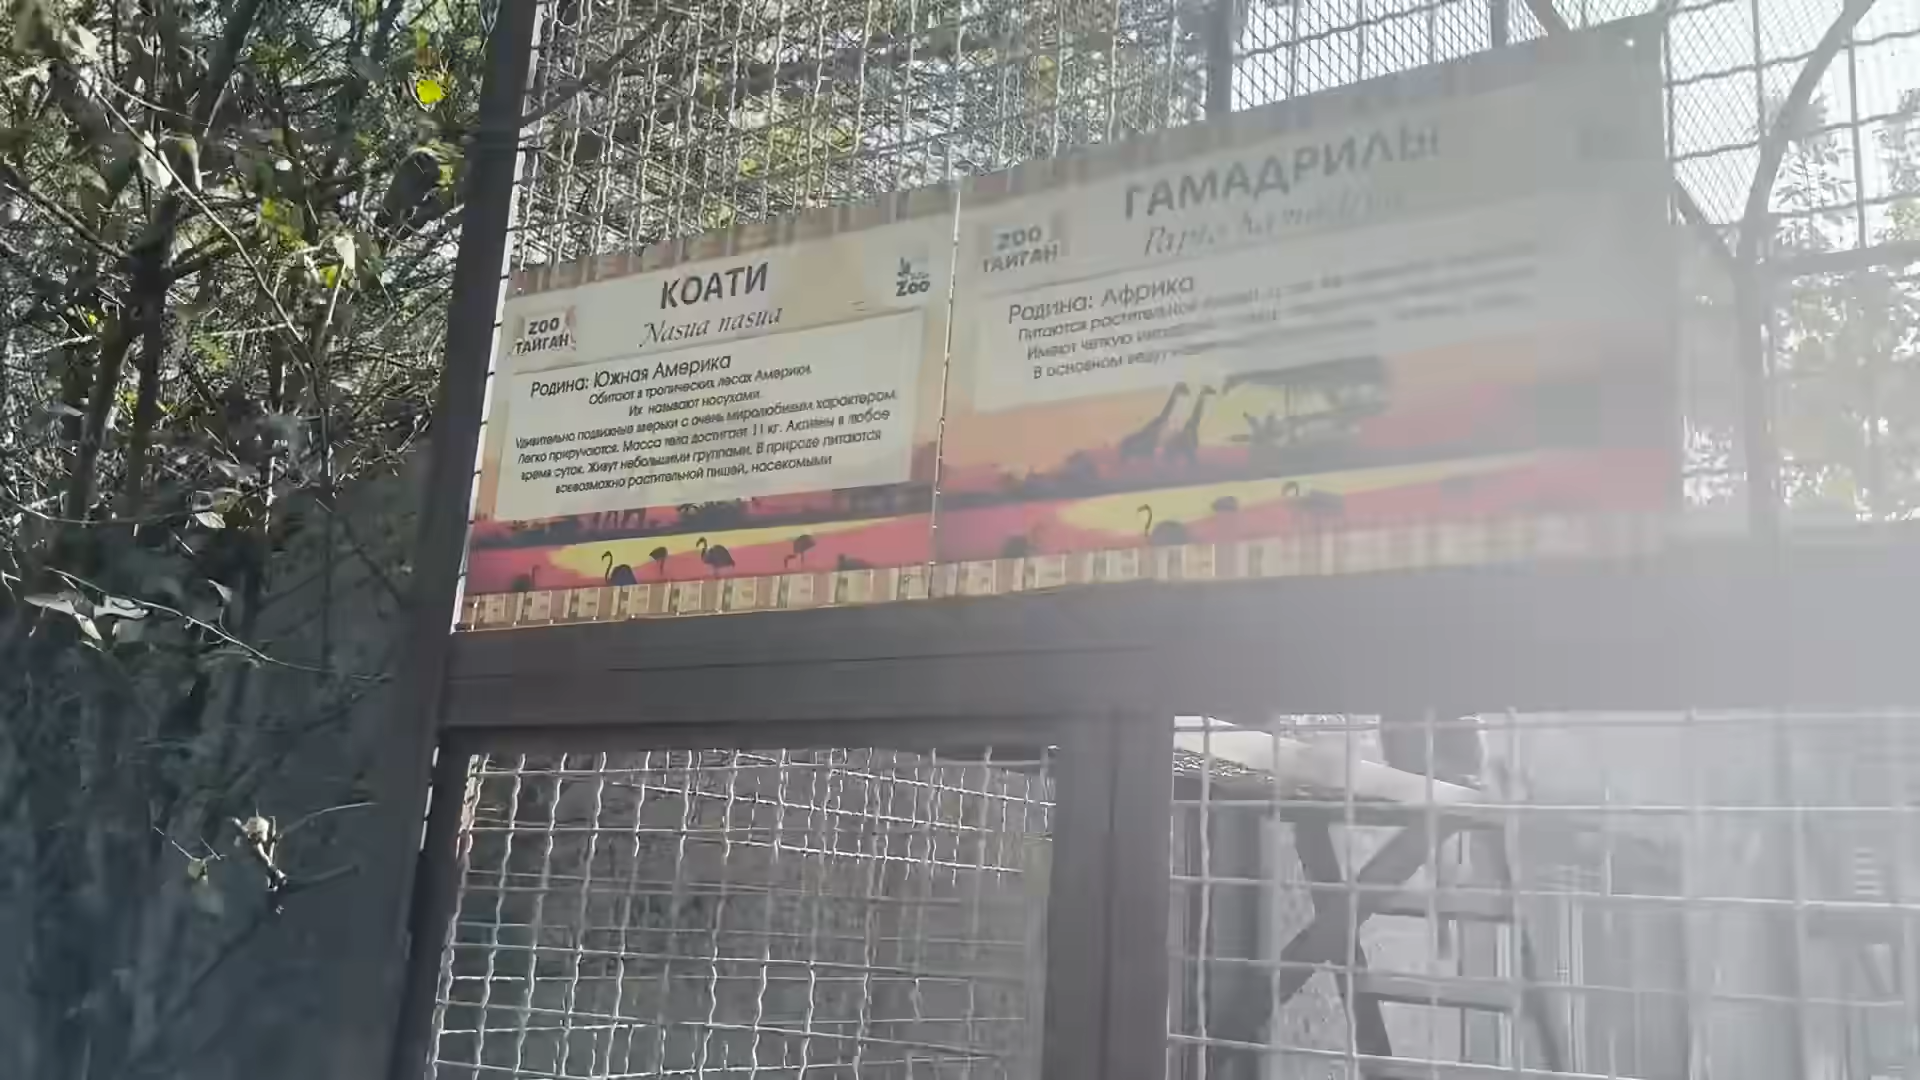 КОАТИ
Nasua nasua
ZOO
ТАЙГАН
Zoo
Родина: Южная Америка
Обитают в тропических лесах Америки.
Их называют носухами.
Удивительно подвижные зверьки с очень миролюбивым характером.
Легко приручаются. Масса тела достигает 11 кг. Активны в любое
время суток. Живут небольшими группами. В природе питаются
всевозможно растительной пищей, насекомыми
ГАМАДРИЛЫ
Papio
ZOO
ТАЙГАН
Родина: Африка
Питаются растительной
Имеют четкую
В основном ведут